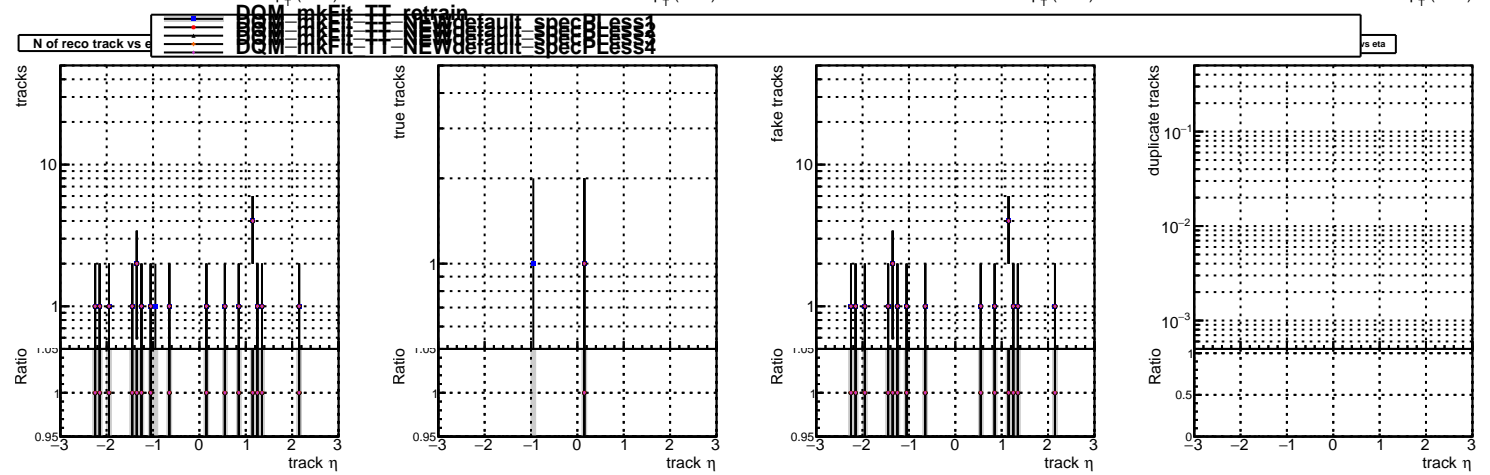 DQM_mkFit_TT_retrain
DQM_mkFit_TT_NEWdefault_specPLess1
DQM_mkFit_TT_NEWdefault_specPLess2
DQM_mkFit_TT_NEWdefault_specPLess4
N of reco track vs e
vs eta
tracks
10
1
Ratio
1.05
1
0.95
−3 −2 −1 0 1 2 3
track η
true tracks
1
Ratio
1.05
1
0.95
−3 −2 −1 0 1 2 3
track η
fake tracks
10
1
Ratio
1.05
1
0.95
−3 −2 −1 0 1 2 3
track η
duplicate tracks
10−1
10−2
10−3
Ratio
1
0.5
0
−3 −2 −1 0 1 2 3
track η